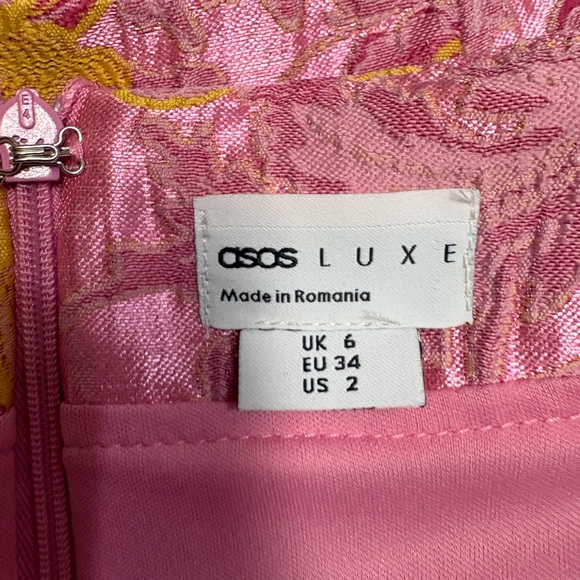 asos LUXE
Made in Romania
UK 6
EU 34
US 2